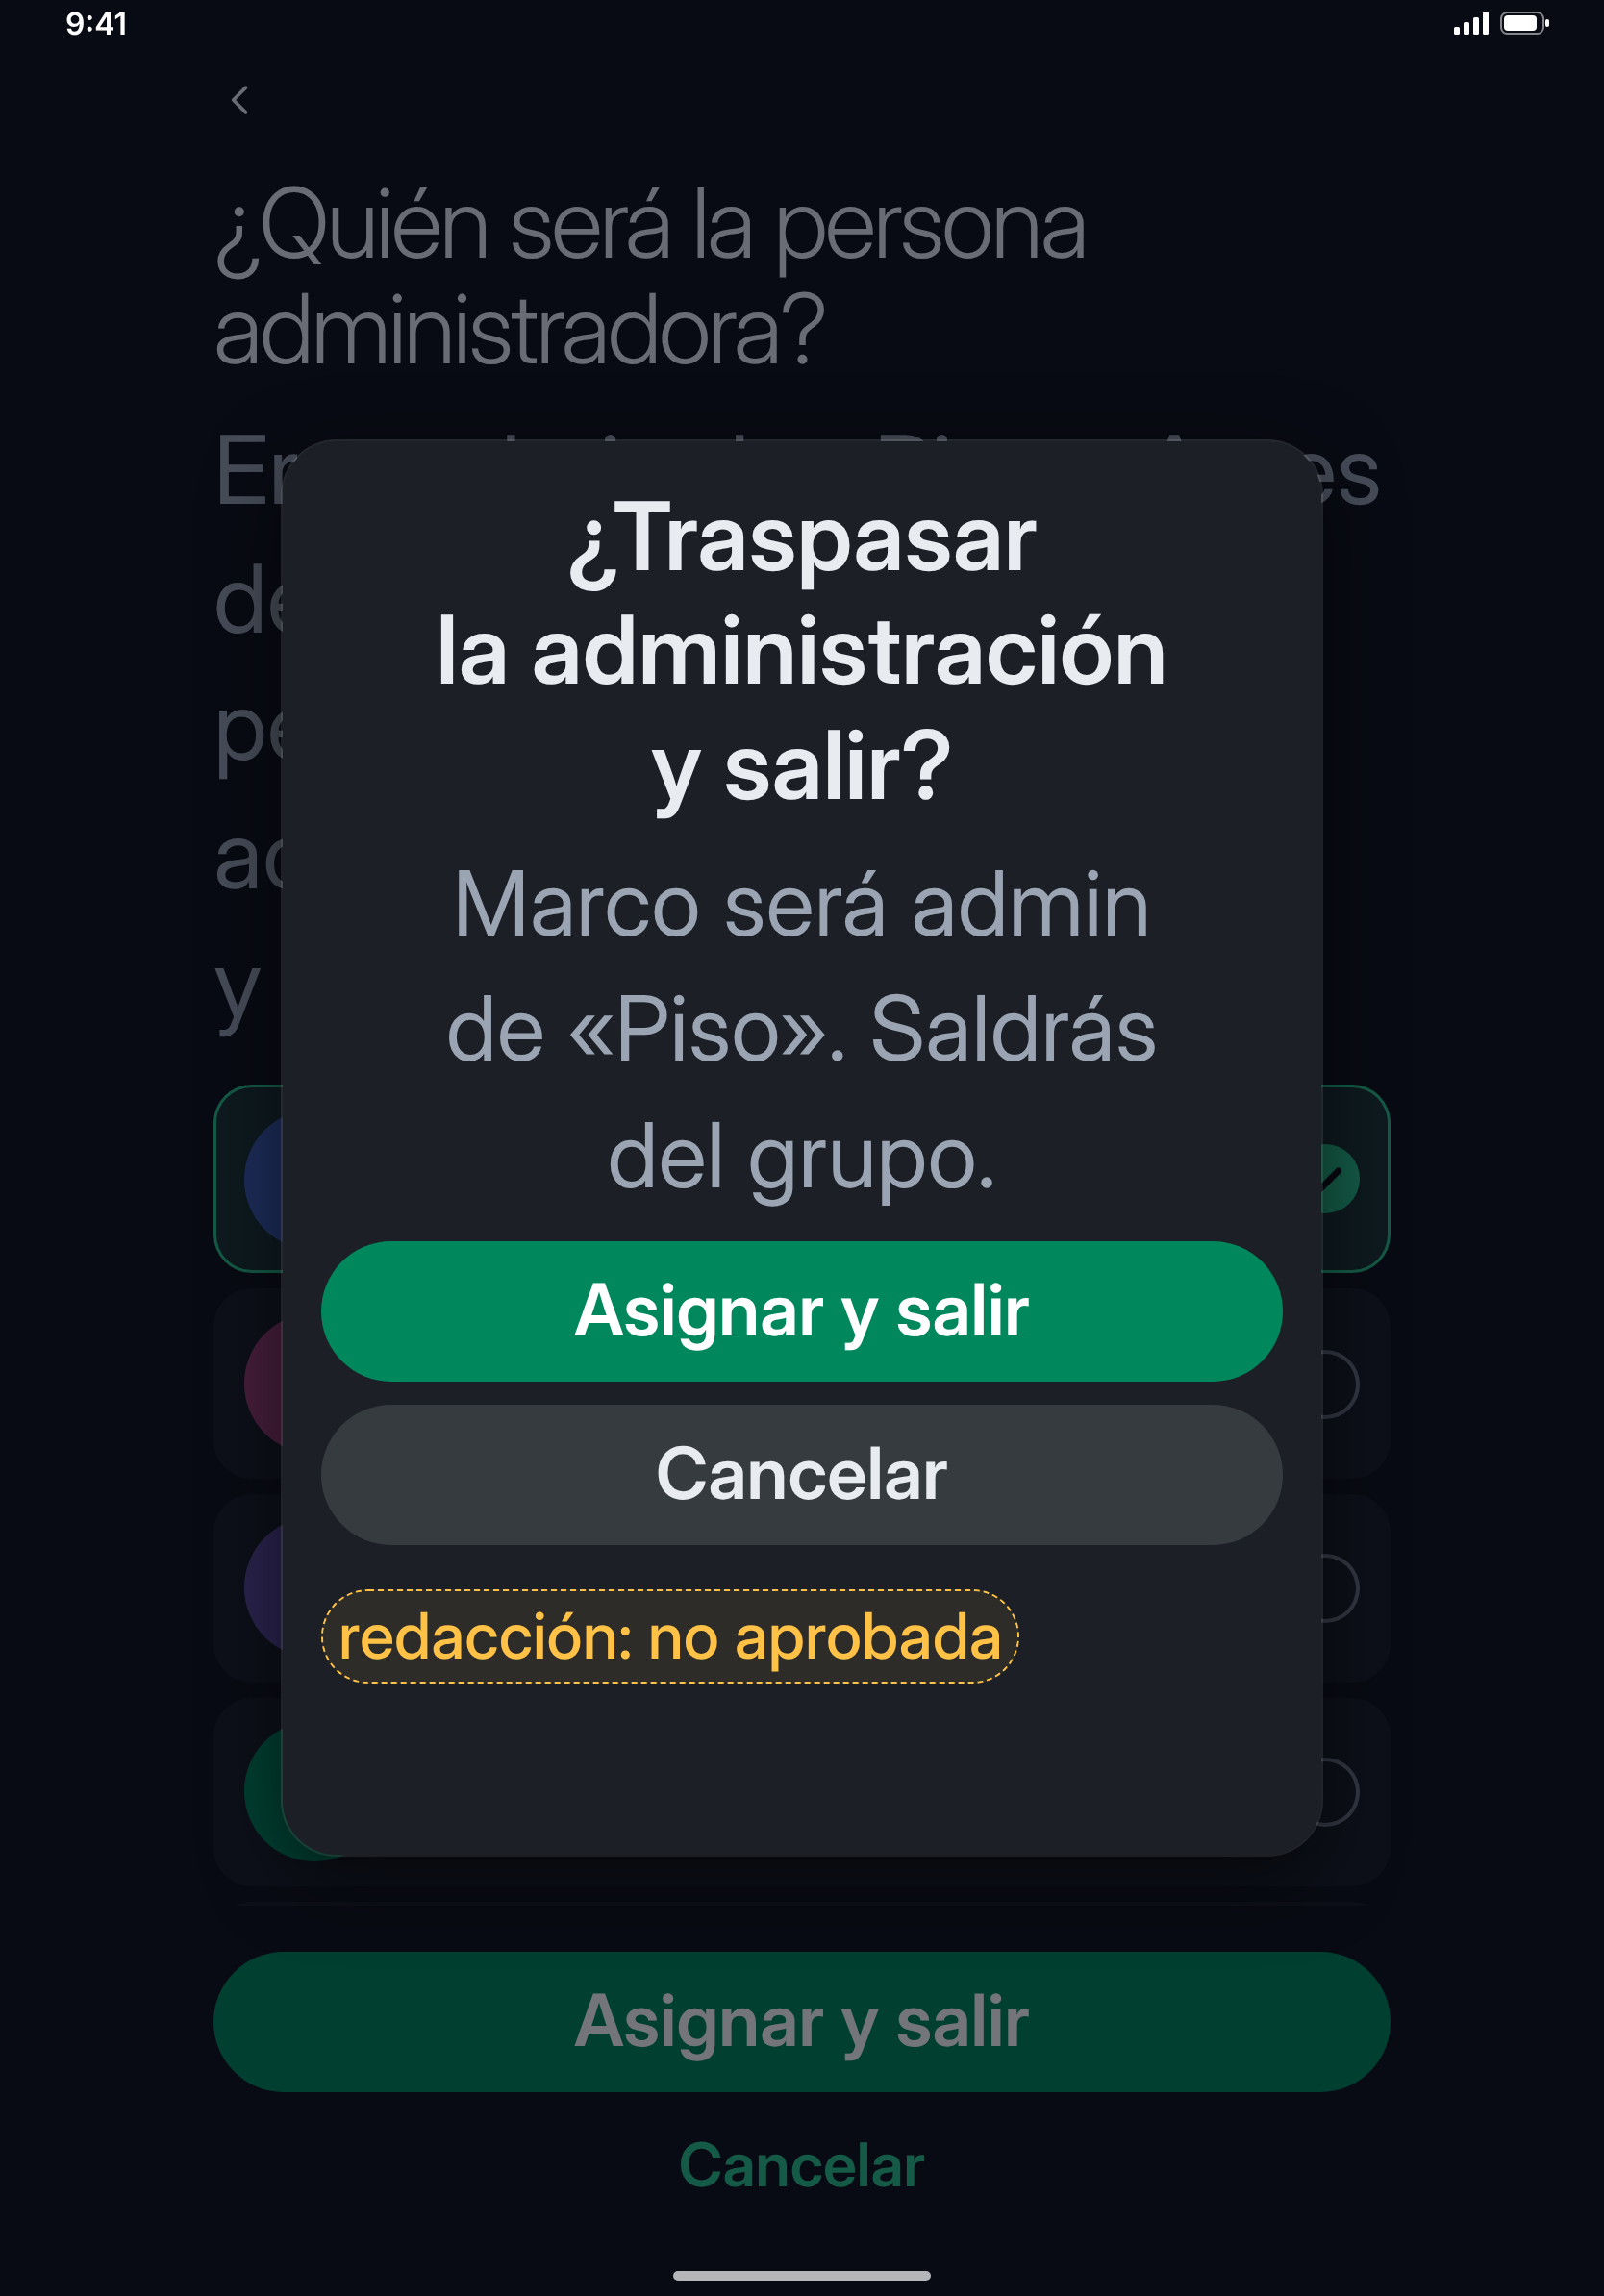 9:41
¿Quién será la persona
administradora?
¿Traspasar
la administración
y salir?
Marco será admin
de «Piso». Saldrás
del grupo.
Asignar y salir
Cancelar
redacción: no aprobada
Asignar y salir
Cancelar